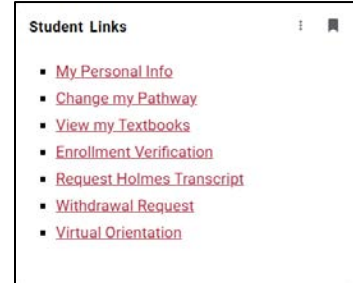 Student Links
My Personal Info
Change my Pathway
View my Textbooks
Enrollment Verification
Request Holmes Transcript
Withdrawal Request
Virtual Orientation